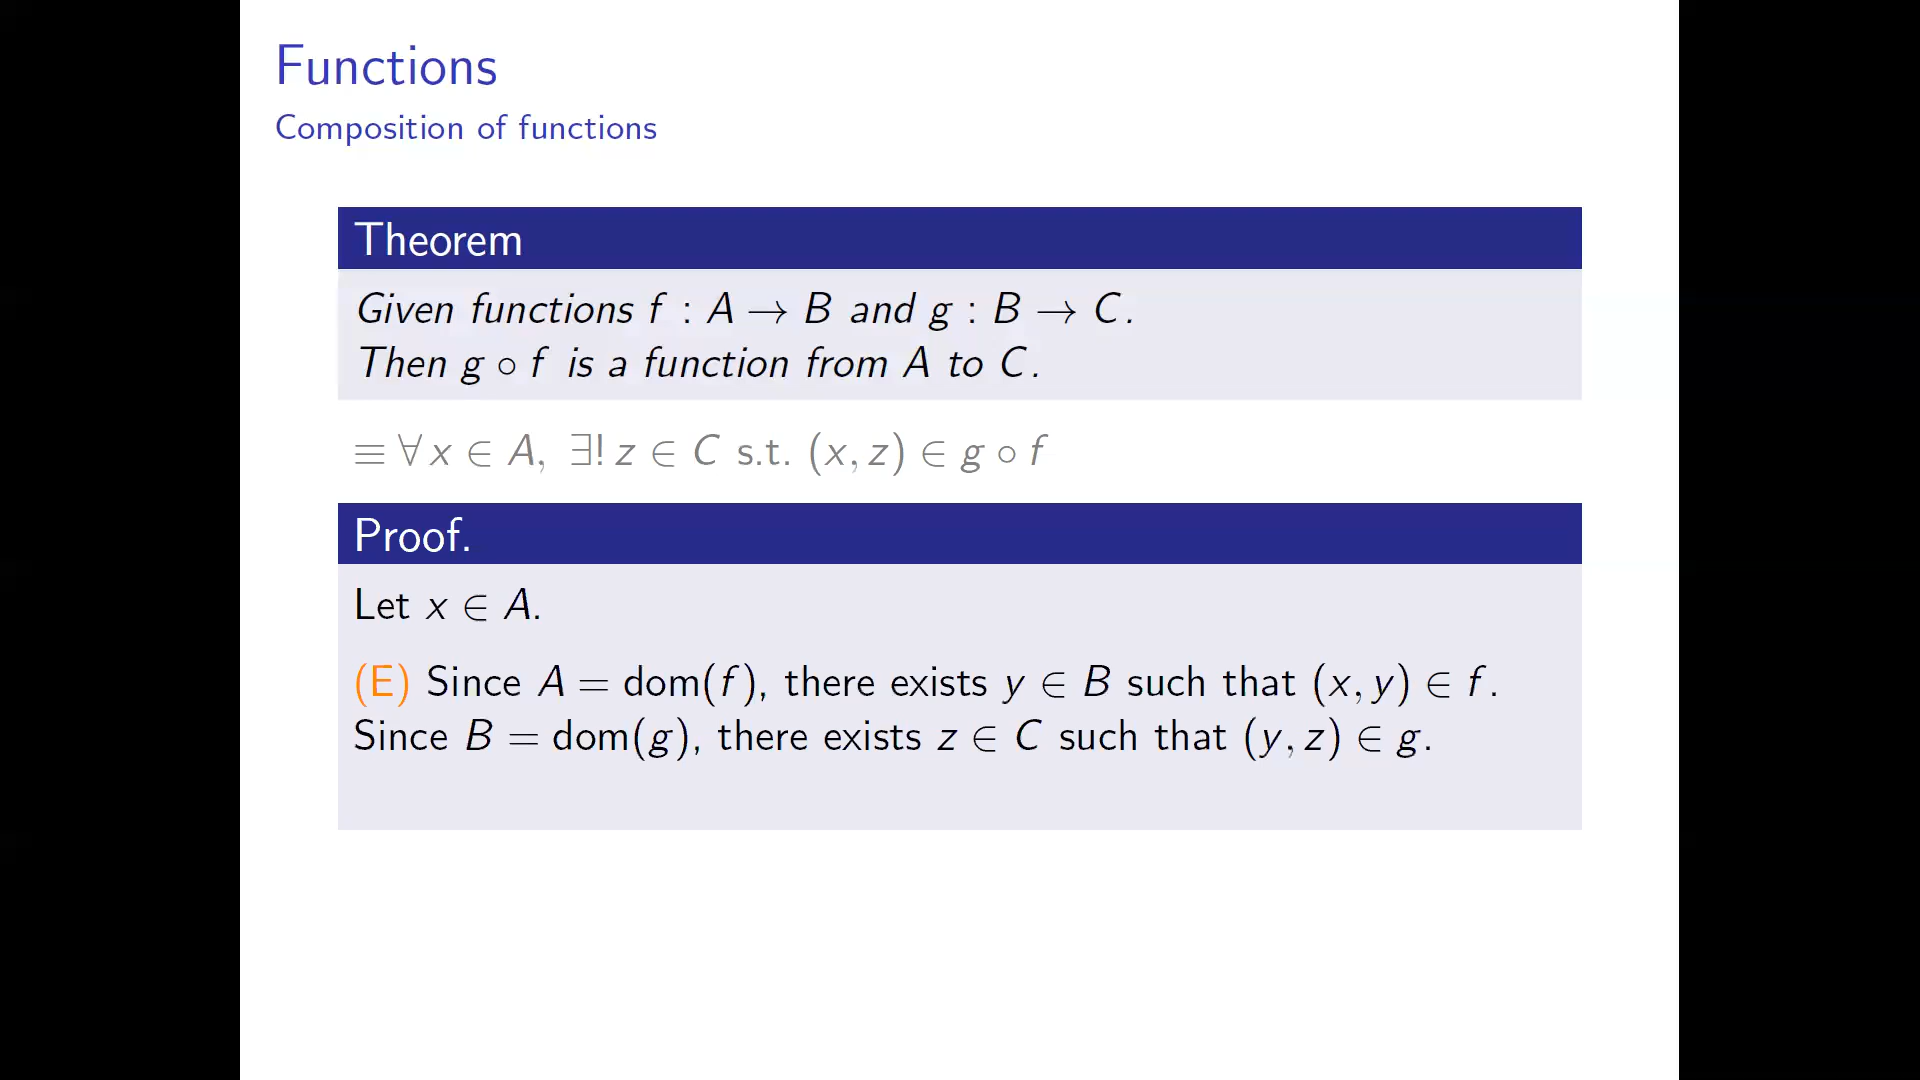 Functions
Composition of functions
Theorem
Given functions f : A → B and g : B → C.
Then g ∘ f is a function from A to C.
≡ ∀ x ∈ A, ∃! z ∈ C s.t. (x, z) ∈ g ∘ f
Proof.
Let x ∈ A.
(E) Since A = dom(f), there exists y ∈ B such that (x, y) ∈ f.
Since B = dom(g), there exists z ∈ C such that (y, z) ∈ g.